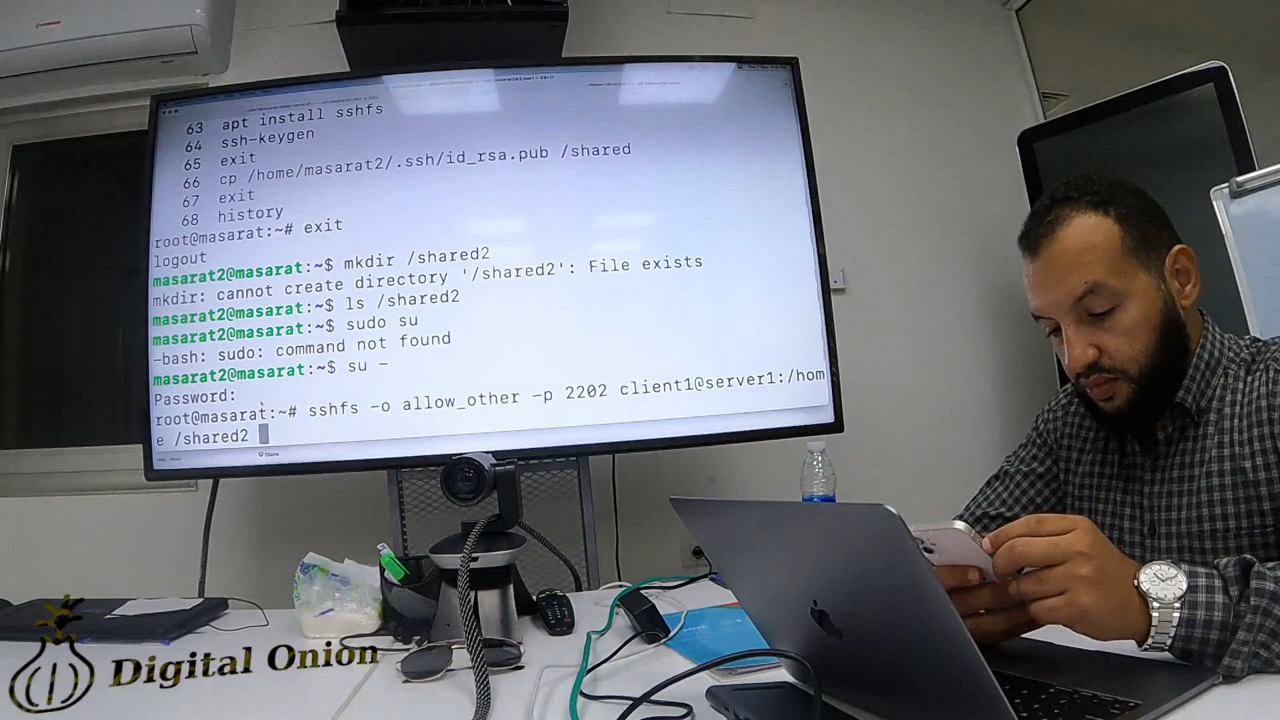 63 apt install sshfs
64 ssh-keygen
65 exit
66 cp /home/masarat2/.ssh/id_rsa.pub /shared
67 exit
68 history
root@masarat:~# exit
logout
masarat2@masarat:~$ mkdir /shared2
mkdir: cannot create directory '/shared2': File exists
masarat2@masarat:~$ ls /shared2
masarat2@masarat:~$ sudo su
-bash: sudo: command not found
masarat2@masarat:~$ su -
Password:
root@masarat:~# sshfs -o allow_other -p 2202 client1@server1:/hom
e /shared2
Digital Onion